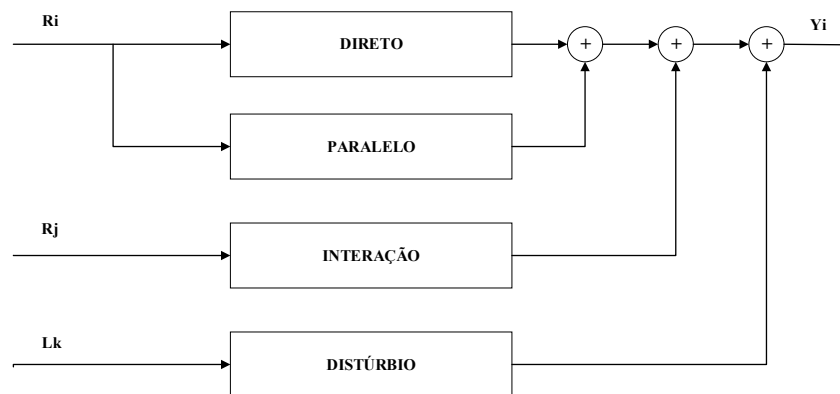 Ri
Yi
DIRETO
+
+
+
PARALELO
Rj
INTERAÇÃO
Lk
DISTÚRBIO